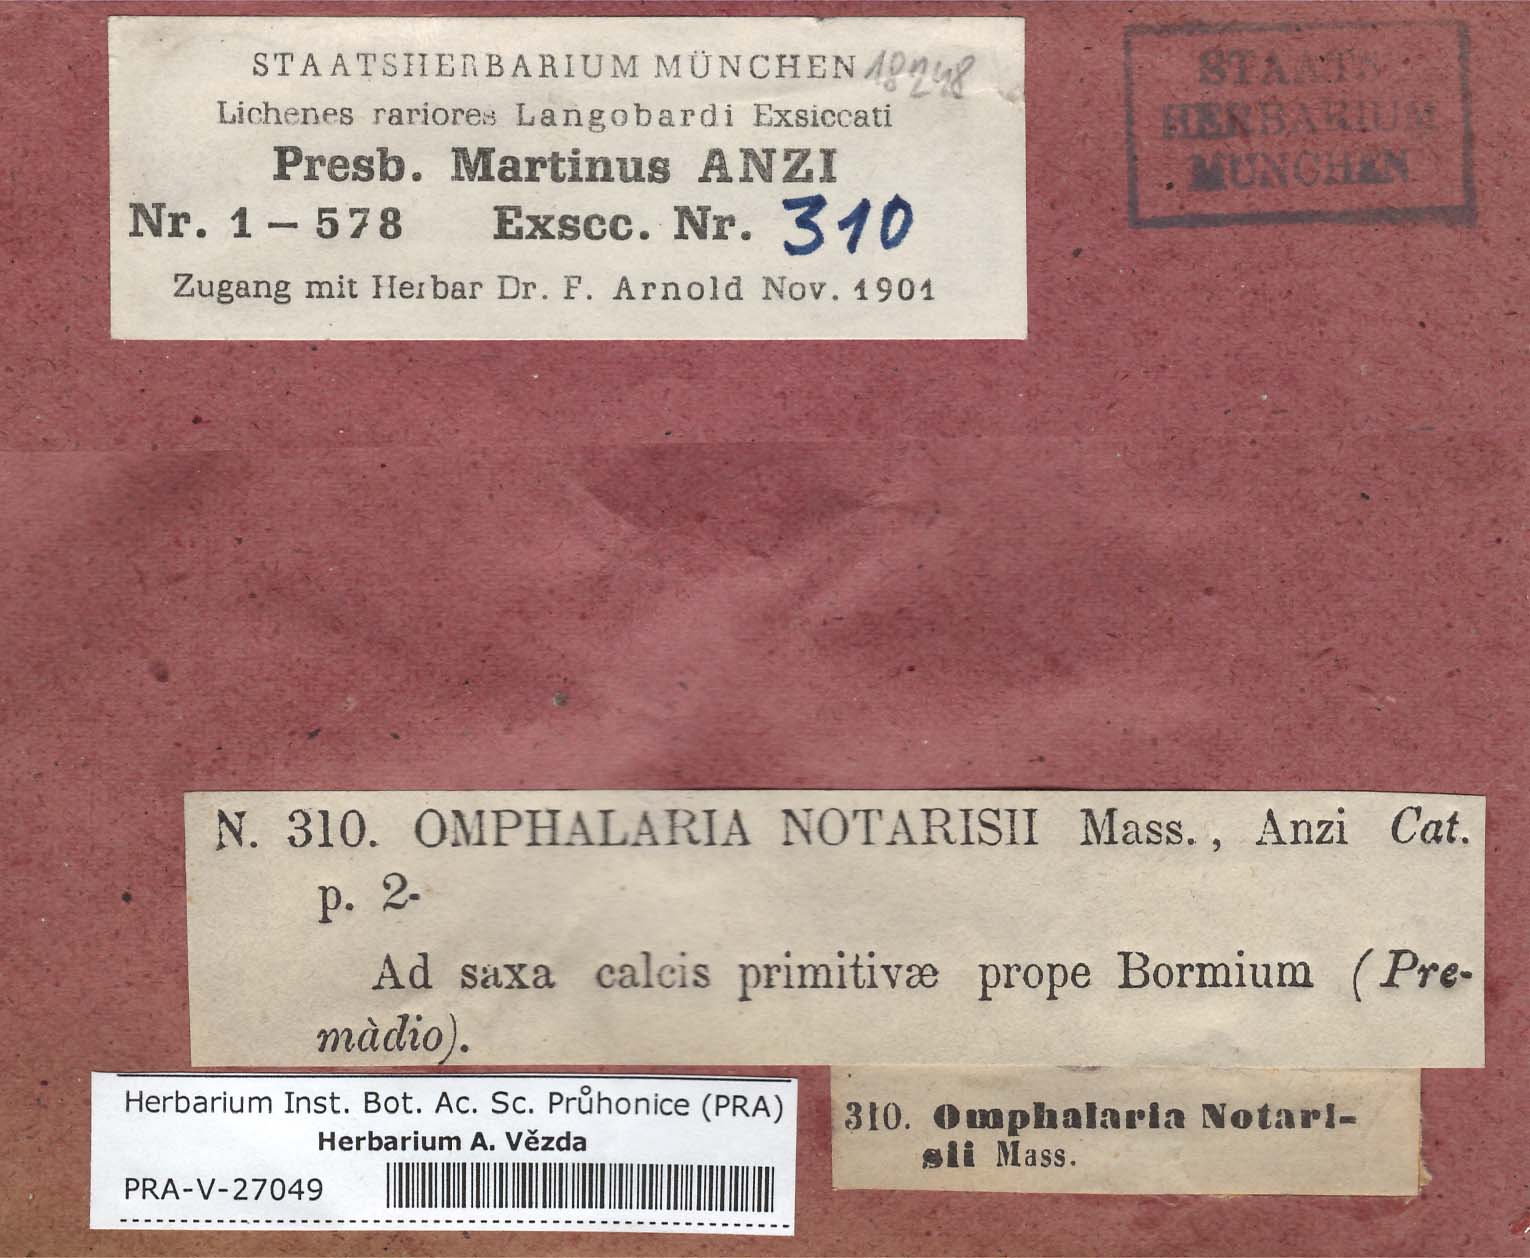 STAATSHERBARIUM MÜNCHEN 18248
Lichenes rariores Langobardi Exsiccati
Presb. Martinus ANZI
Nr. 1 – 578 Exscc. Nr. 310
Zugang mit Herbar Dr. F. Arnold Nov. 1901
STAATS
HERBARIUM
MÜNCHEN
N. 310. OMPHALARIA NOTARISII Mass., Anzi Cat.
p. 2-
Ad saxa calcis primitivæ prope Bormium (Pre-
màdio).
Herbarium Inst. Bot. Ac. Sc. Průhonice (PRA)
Herbarium A. Vězda
PRA-V-27049
310. Omphalaria Notari-
sii Mass.